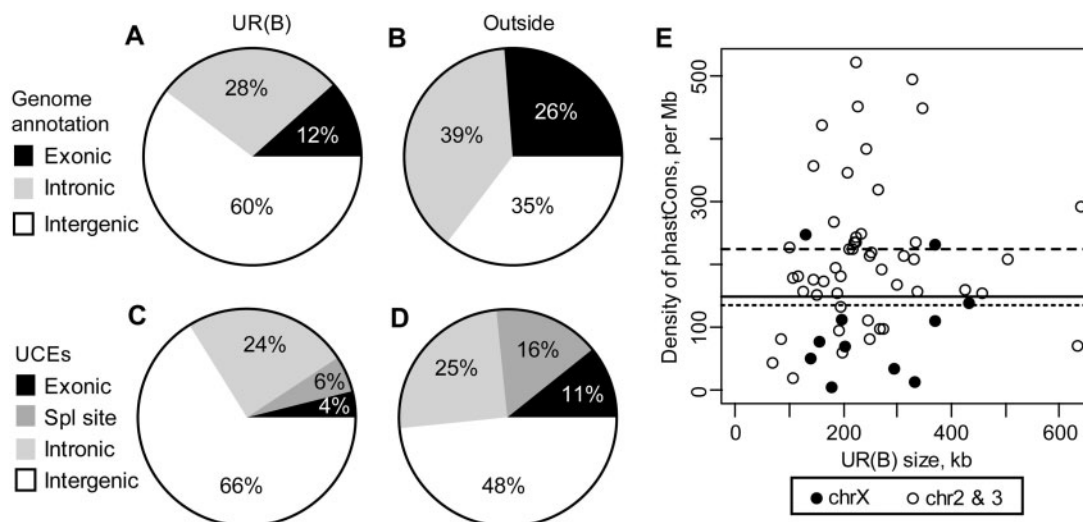 A
UR(B)
28%
12%
60%
B
Outside
39%
26%
35%
Genome
annotation
Exonic
Intronic
Intergenic
C
24%
6%
4%
66%
D
25%
16%
11%
48%
UCEs
Exonic
Spl site
Intronic
Intergenic
E
Density of phastCons, per Mb
500
300
100
0
0
200
400
600
UR(B) size, kb
chrX
chr2 & 3